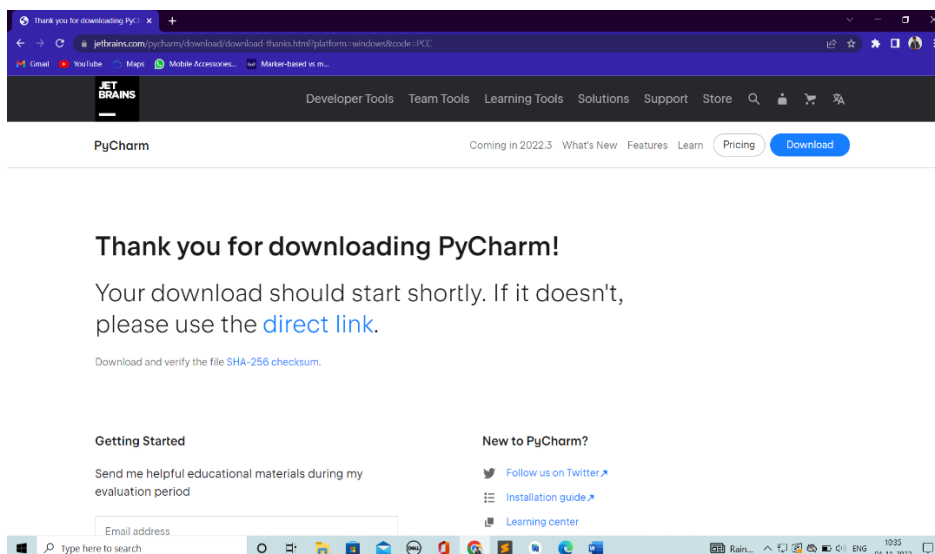 Thank you for downloading PyC
jetbrains.com/pycharm/download/download-thanks.html?platform=windows&code=PCC
Gmail YouTube Maps Mobile Accessories... Marker-based vs m...
JET
BRAINS
Developer Tools Team Tools Learning Tools Solutions Support Store
PyCharm
Coming in 2022.3 What's New Features Learn Pricing Download
Thank you for downloading PyCharm!
Your download should start shortly. If it doesn't,
please use the direct link.
Download and verify the file SHA-256 checksum.
Getting Started
Send me helpful educational materials during my
evaluation period
Email address
New to PyCharm?
Follow us on Twitter↗
Installation guide↗
Learning center
Type here to search
DELL
Rain... ENG 10:35